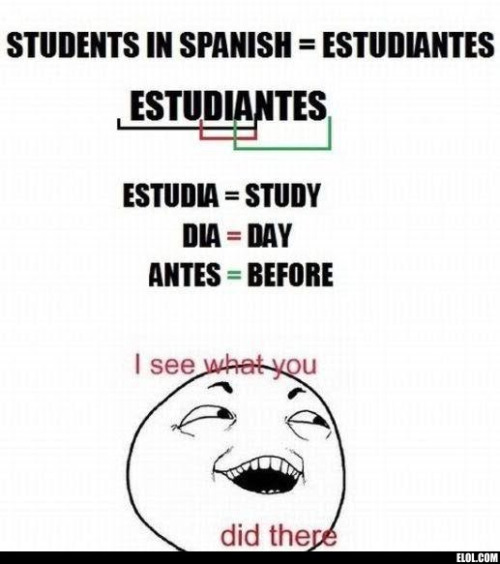 STUDENTS IN SPANISH = ESTUDIANTES
ESTUDIANTES
ESTUDIA = STUDY
DIA = DAY
ANTES = BEFORE
I see what you
did there
ELOL.COM